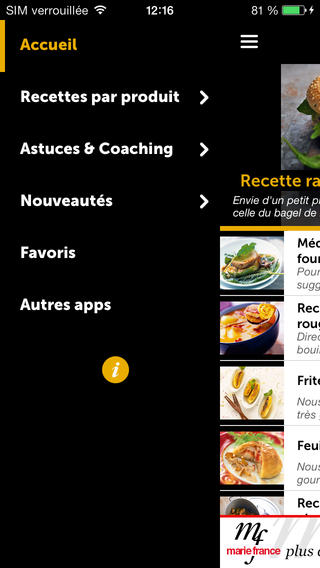 SIM verrouillée 12:16 81 %
Accueil
Recettes par produit
Astuces & Coaching
Nouveautés
Favoris
Autres apps
i
Recette ra
Envie d'un petit p
celle du bagel de
Méd
four
Pour
sugg
Rec
roug
Direc
boui
Frite
Nous
très
Feui
Nous
gour
Rec
mf
marie france plus